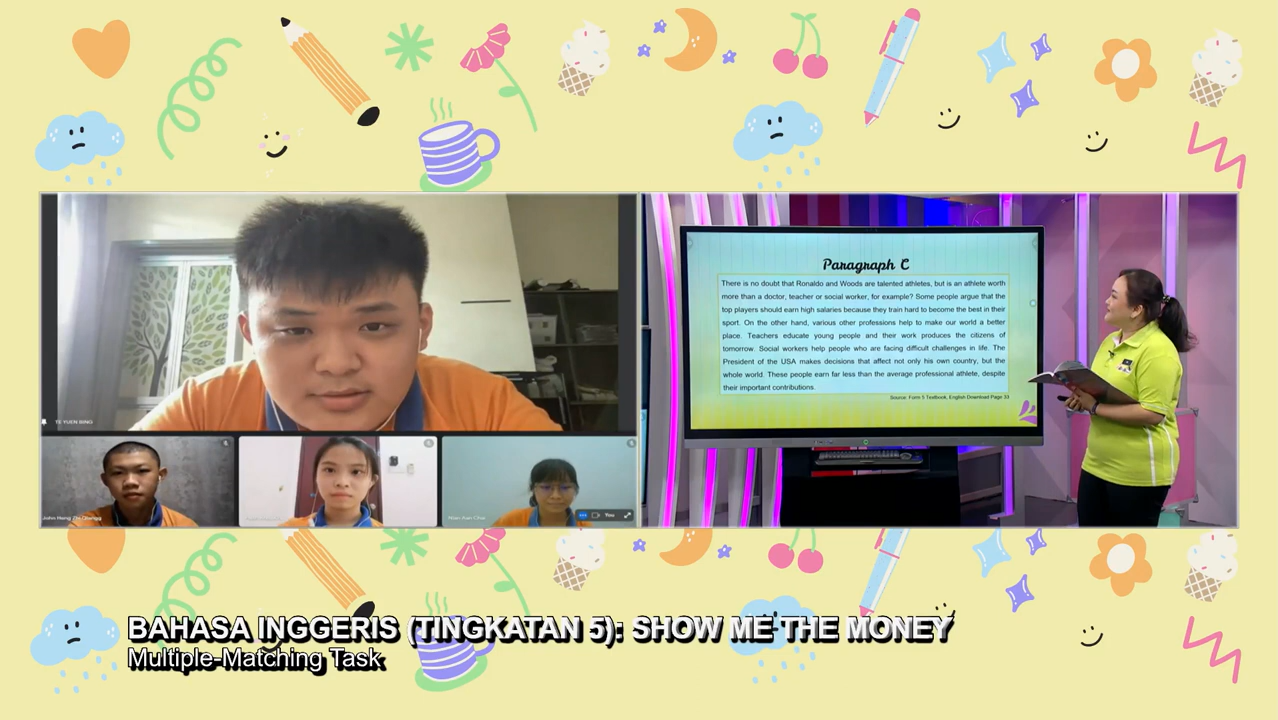 TE YUEN BING
Paragraph C
There is no doubt that Ronaldo and Woods are talented athletes, but is an athlete worth
more than a doctor, teacher or social worker, for example? Some people argue that the
top players should earn high salaries because they train hard to become the best in their
sport. On the other hand, various other professions help to make our world a better
place. Teachers educate young people and their work produces the citizens of
tomorrow. Social workers help people who are facing difficult challenges in life. The
President of the USA makes decisions that affect not only his own country, but the
whole world. These people earn far less than the average professional athlete, despite
their important contributions.
Source: Form 5 Textbook, English Download Page 33
John Heng
You
BAHASA INGGERIS (TINGKATAN 5): SHOW ME THE MONEY
Multiple-Matching Task